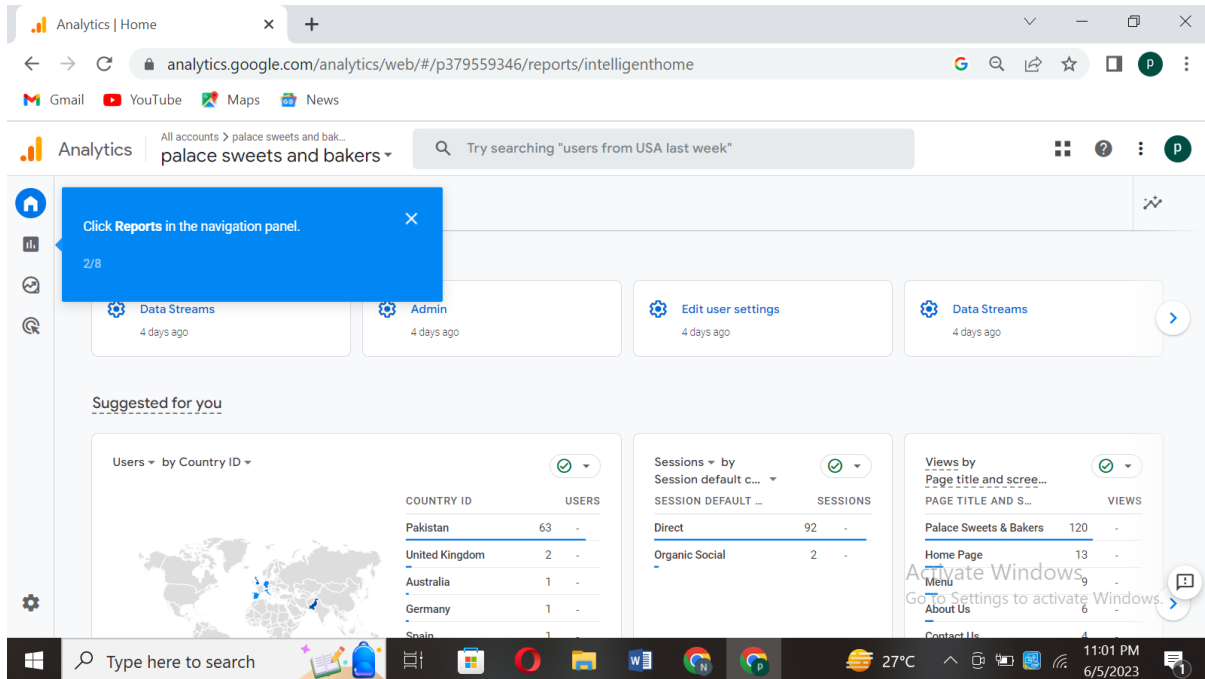 Analytics | Home
analytics.google.com/analytics/web/#/p379559346/reports/intelligenthome
P
Gmail YouTube Maps News
Analytics
All accounts > palace sweets and bak...
palace sweets and bakers
Try searching "users from USA last week"
P
Click Reports in the navigation panel.
2/8
Data Streams
4 days ago
Admin
4 days ago
Edit user settings
4 days ago
Data Streams
4 days ago
Suggested for you
Users by Country ID
COUNTRY ID USERS
Pakistan 63 -
United Kingdom 2 -
Australia 1 -
Germany 1 -
Spain 1 -
Sessions by
Session default c...
SESSION DEFAULT ... SESSIONS
Direct 92 -
Organic Social 2 -
Views by
Page title and scree...
PAGE TITLE AND S... VIEWS
Palace Sweets & Bakers 120 -
Home Page 13 -
Menu 9 -
About Us 6 -
Contact Us 4 -
Activate Windows
Go to Settings to activate Windows.
Type here to search
27°C
11:01 PM
6/5/2023
1